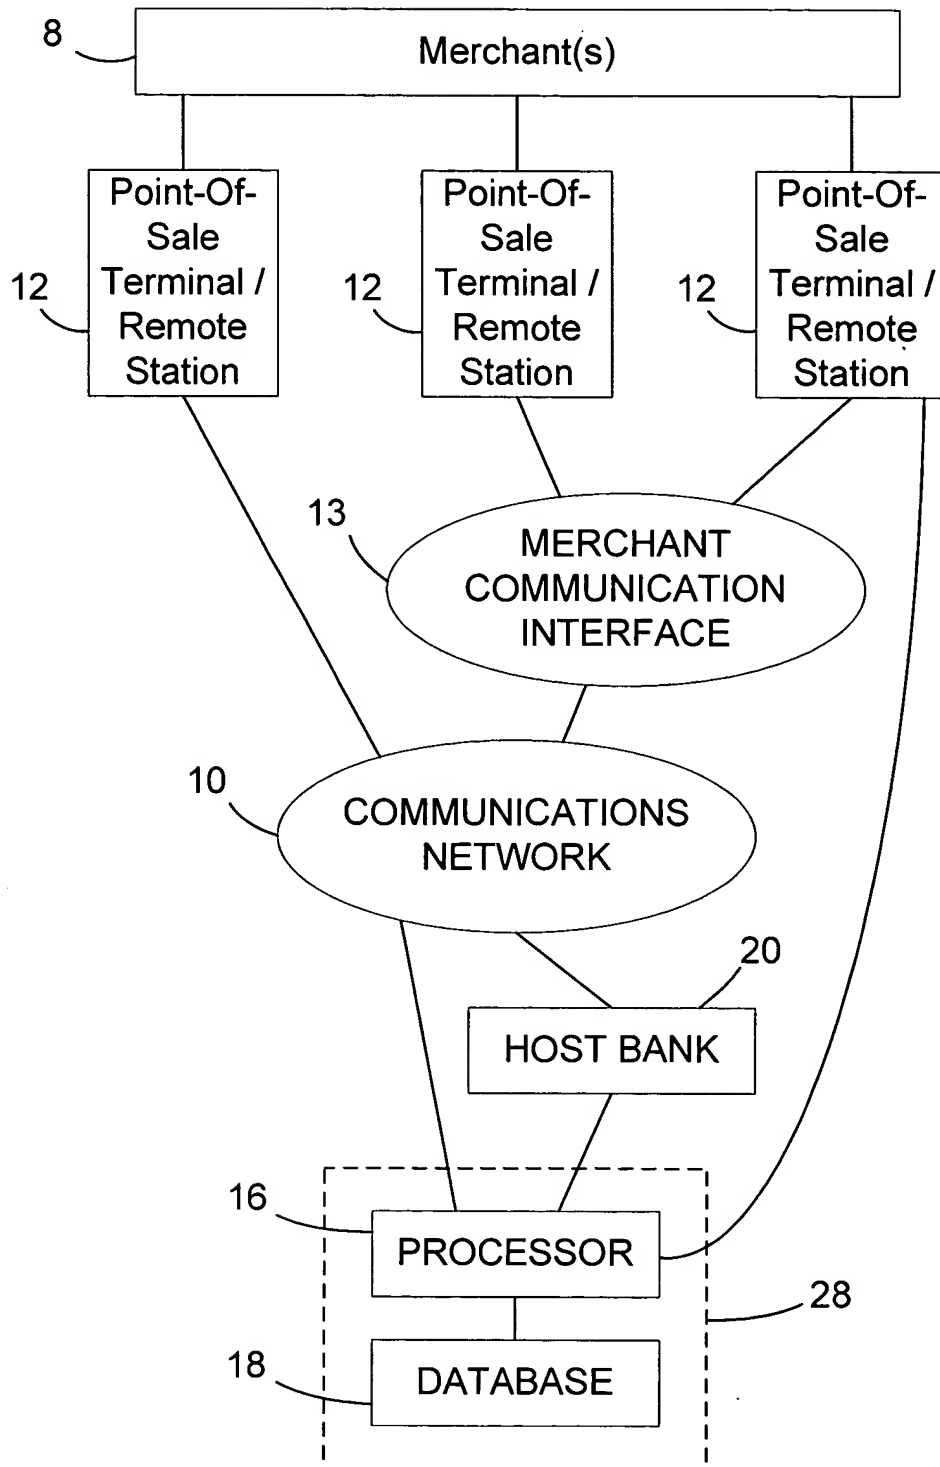 8
Merchant(s)
Point-Of-
Sale
Terminal /
Remote
Station
12
Point-Of-
Sale
Terminal /
Remote
Station
12
Point-Of-
Sale
Terminal /
Remote
Station
12
13
MERCHANT
COMMUNICATION
INTERFACE
10
COMMUNICATIONS
NETWORK
20
HOST BANK
16
PROCESSOR
28
18
DATABASE